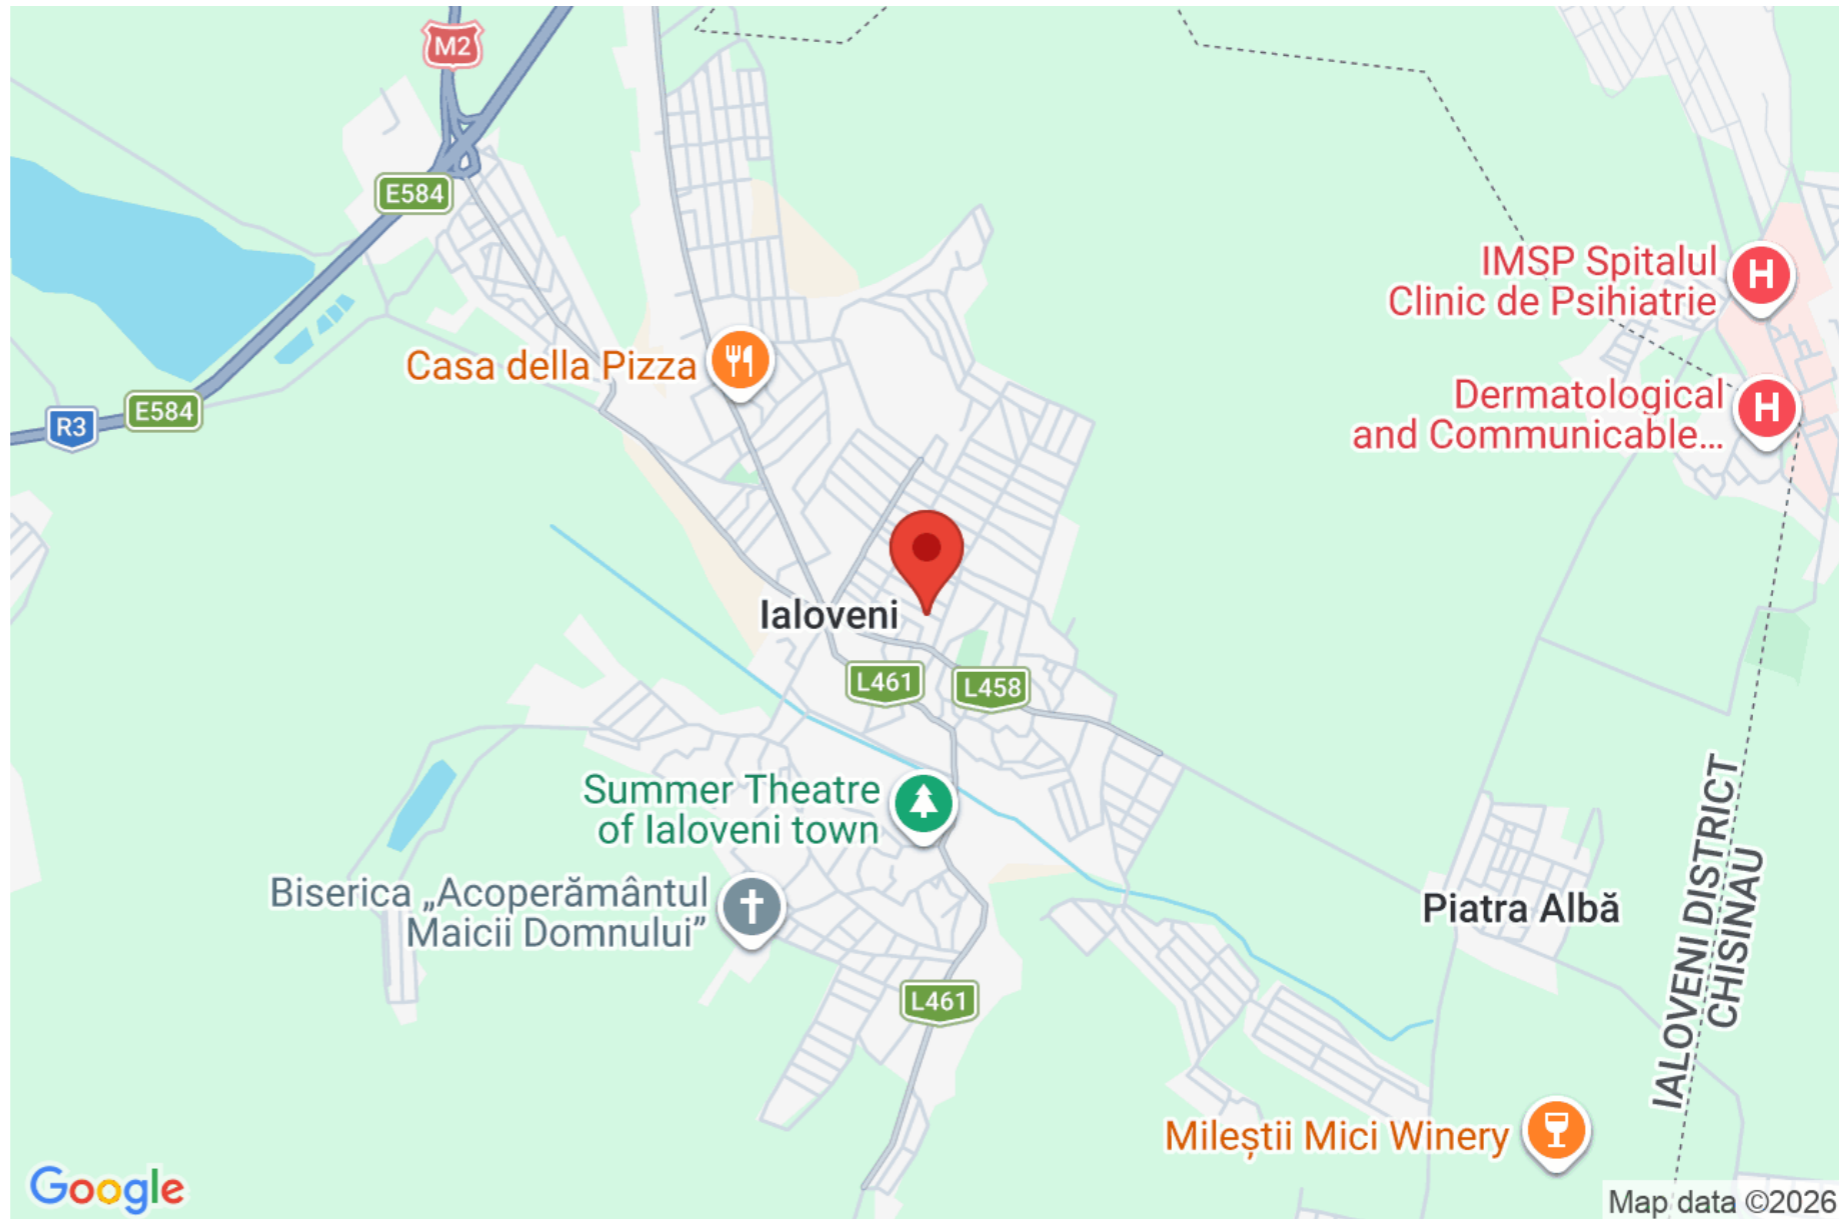 M2
E584
IMSP Spitalul
Clinic de Psihiatrie
H
Casa della Pizza
E584
R3
Dermatological
and Communicable...
H
Ialoveni
L461
L458
Summer Theatre
of Ialoveni town
Biserica „Acoperământul
Maicii Domnului”
Piatra Albă
IALOVENI DISTRICT
CHISINAU
L461
Mileștii Mici Winery
Google
Map data ©2026